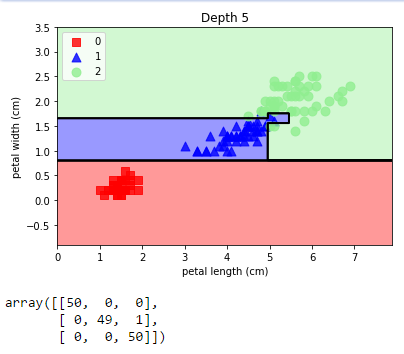 Depth 5
3.5
3.0
2.5
2.0
1.5
1.0
0.5
0.0
−0.5
petal width (cm)
0
1
2
0 1 2 3 4 5 6 7
petal length (cm)
array([[50, 0, 0],
[ 0, 49, 1],
[ 0, 0, 50]])